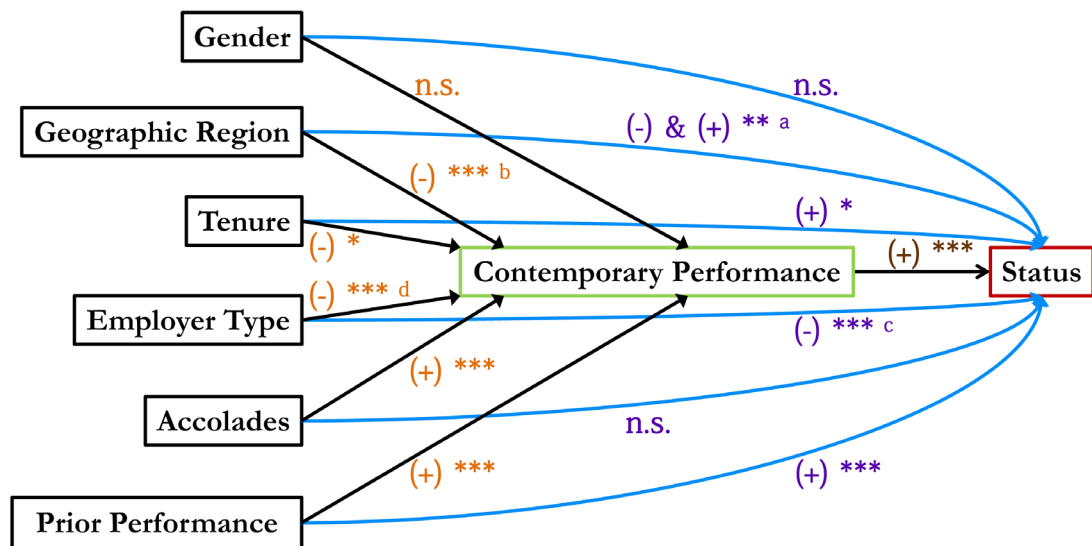 Gender
n.s.
n.s.
Geographic Region
(-) & (+) ** a
(-) *** b
Tenure
(+) *
(-) *
Contemporary Performance
(+) ***
Status
Employer Type
(-) *** d
(-) *** c
(+) ***
Accolades
n.s.
(+) ***
(+) ***
Prior Performance